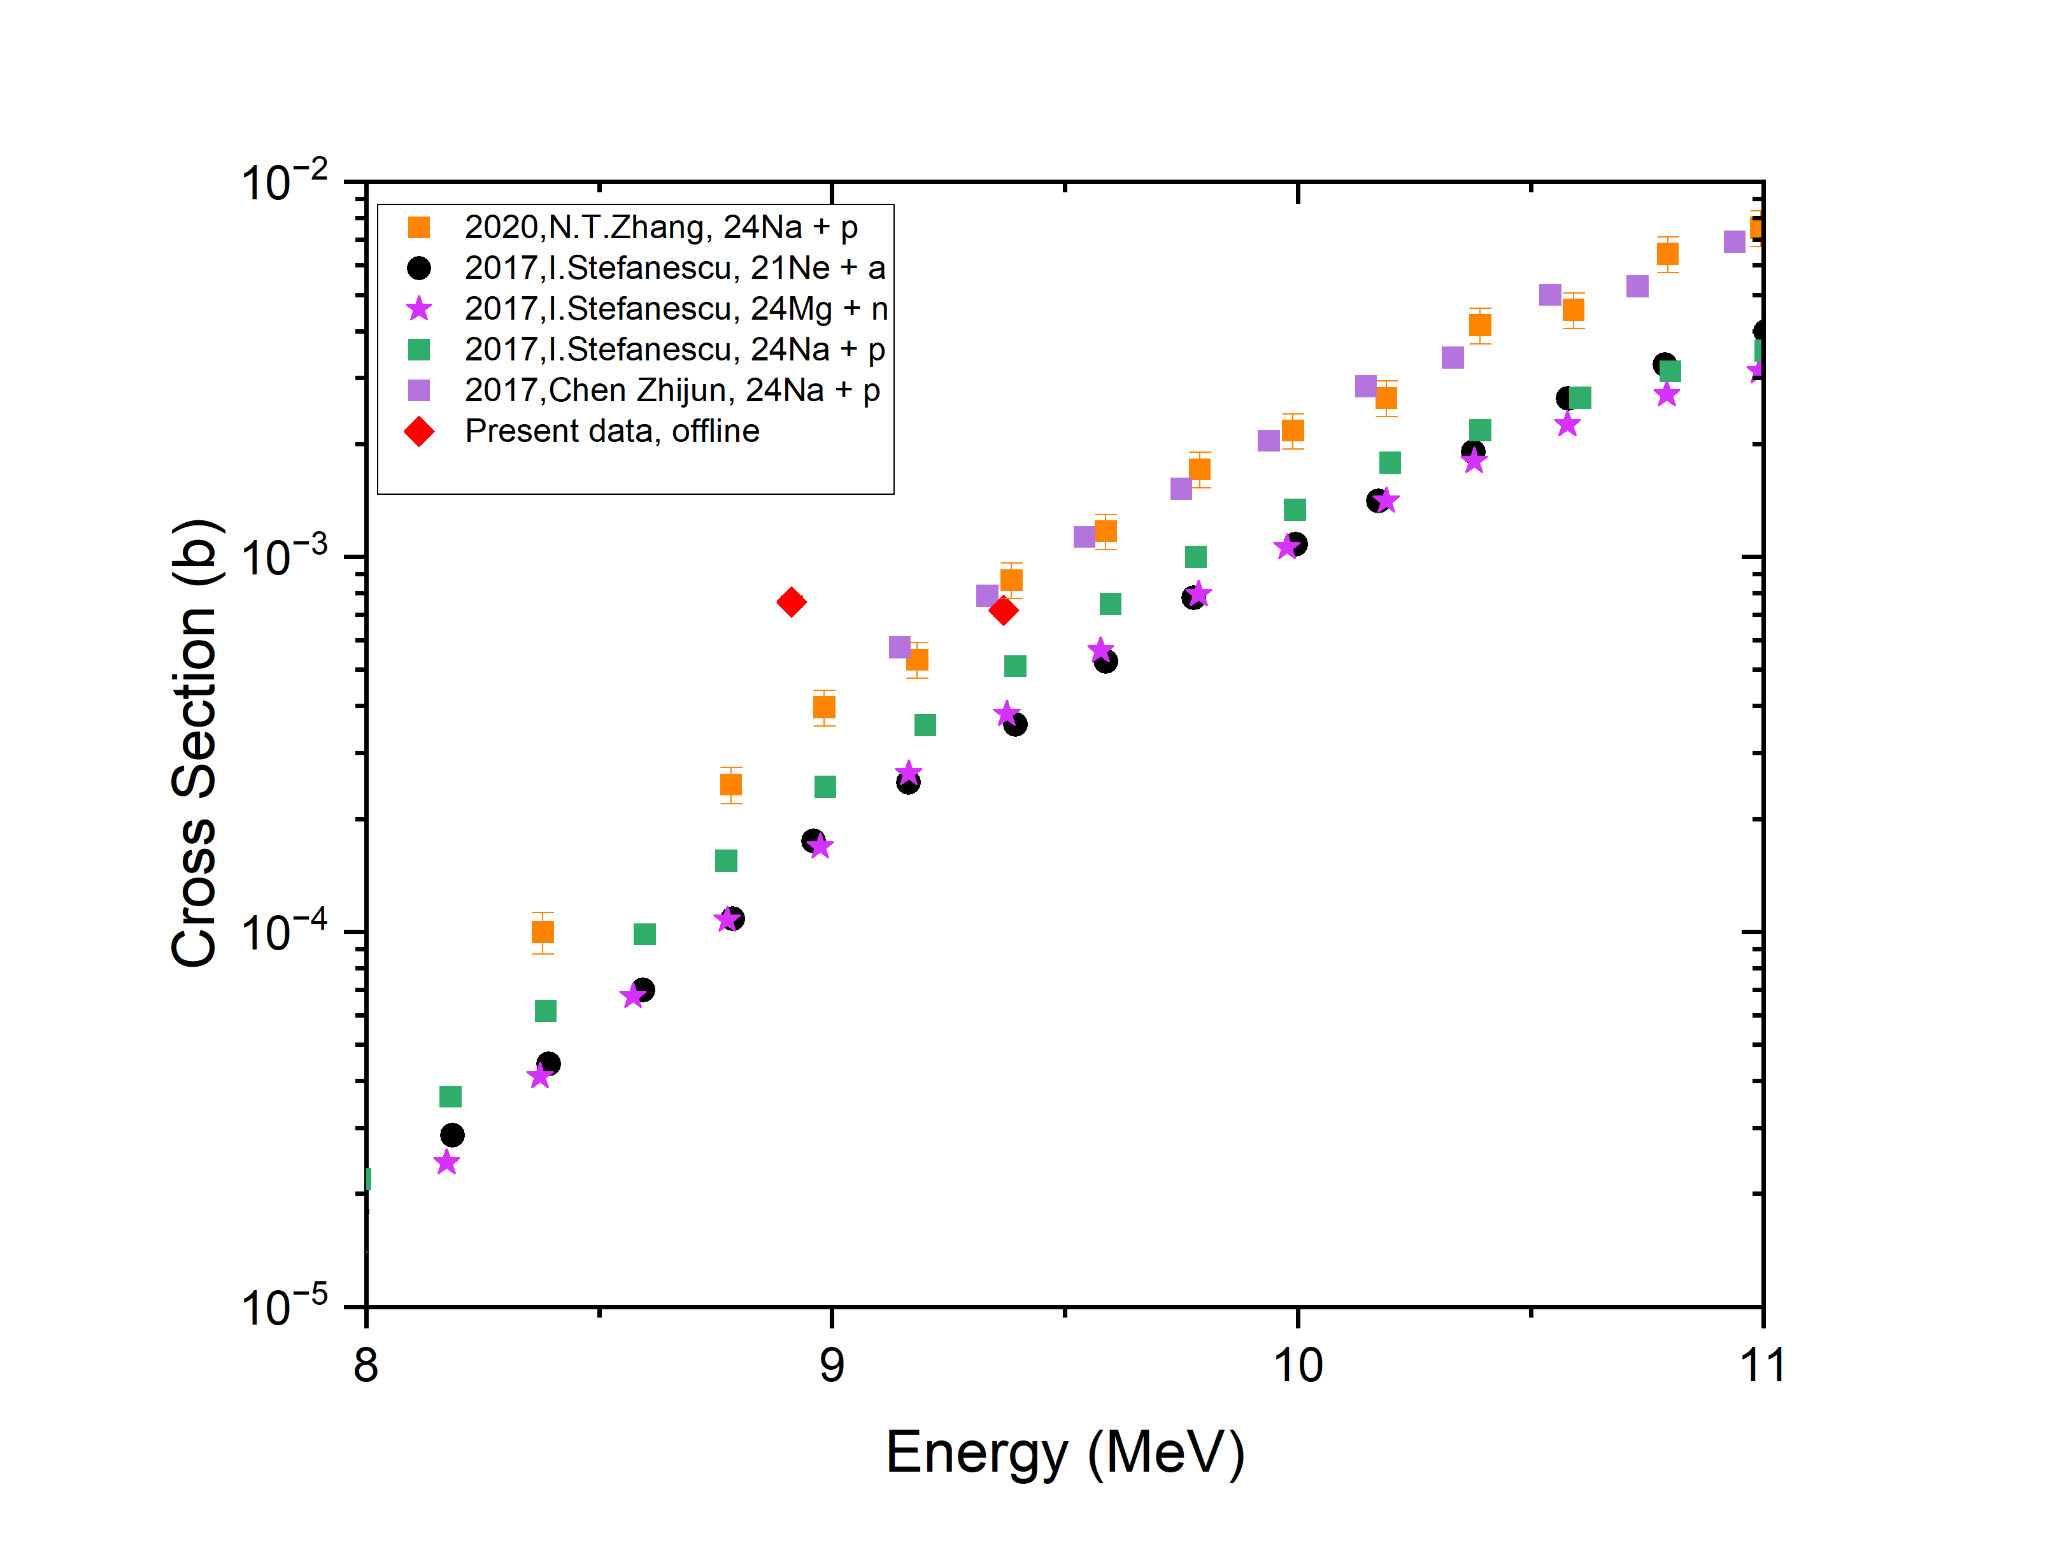 10−2
2020,N.T.Zhang, 24Na + p
2017,I.Stefanescu, 21Ne + a
2017,I.Stefanescu, 24Mg + n
2017,I.Stefanescu, 24Na + p
2017,Chen Zhijun, 24Na + p
Present data, offline
10−3
Cross Section (b)
10−4
10−5
8 9 10 11
Energy (MeV)